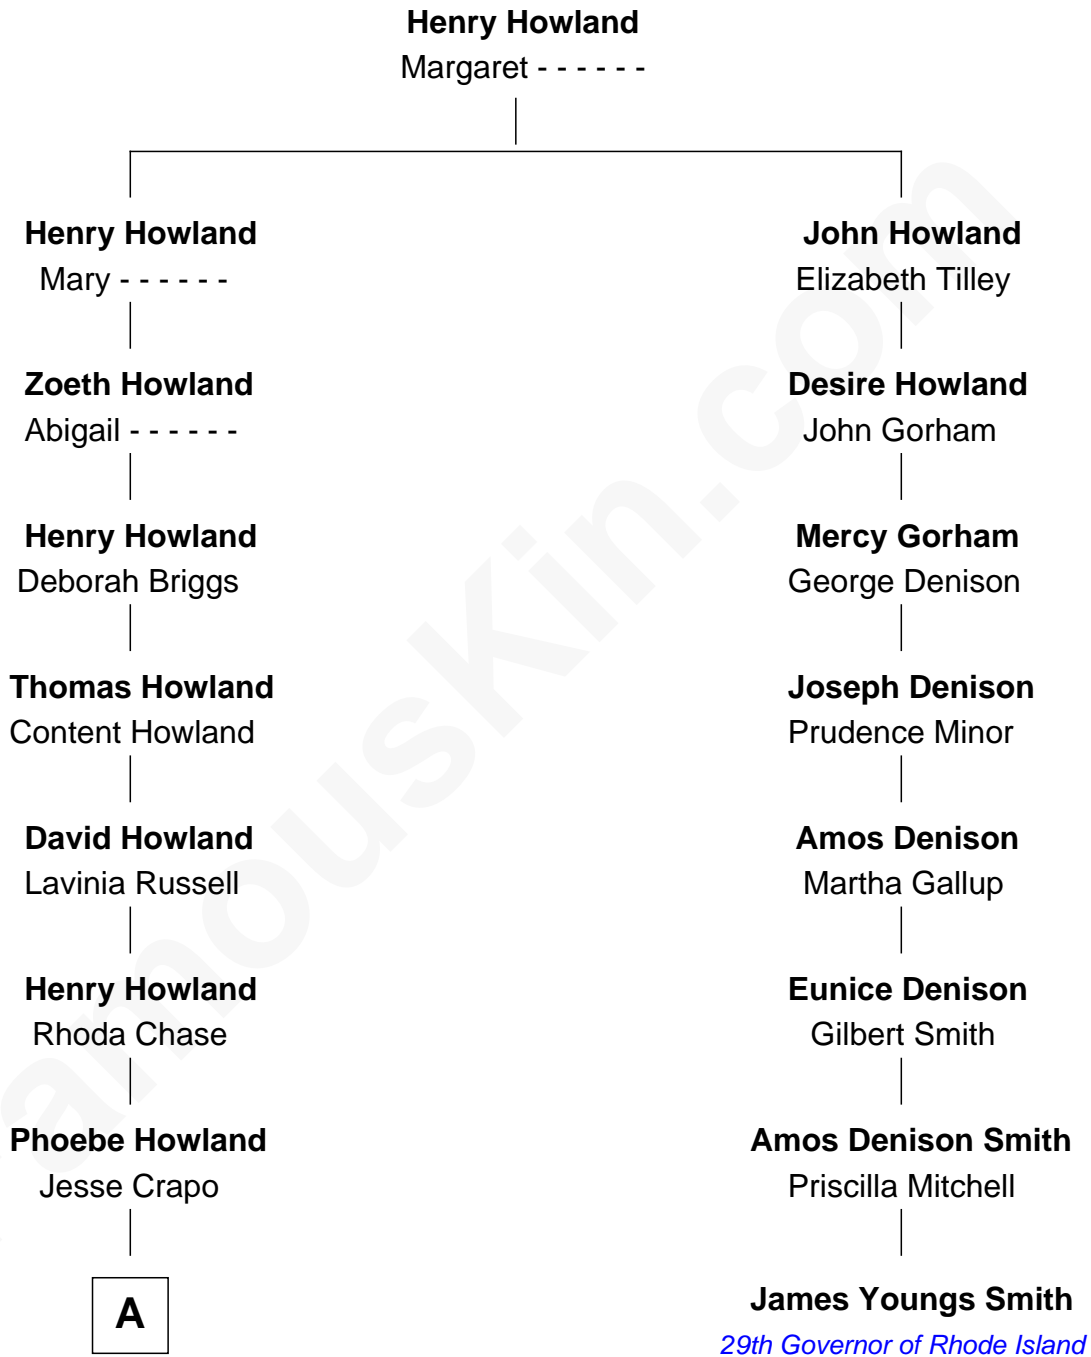 Henry Howland
Margaret - - - - - -
Henry Howland
Mary - - - - - -
John Howland
Elizabeth Tilley
Zoeth Howland
Abigail - - - - - -
Desire Howland
John Gorham
Henry Howland
Deborah Briggs
Mercy Gorham
George Denison
Thomas Howland
Content Howland
Joseph Denison
Prudence Minor
David Howland
Lavinia Russell
Amos Denison
Martha Gallup
Henry Howland
Rhoda Chase
Eunice Denison
Gilbert Smith
Phoebe Howland
Jesse Crapo
Amos Denison Smith
Priscilla Mitchell
A
James Youngs Smith
29th Governor of Rhode Island
amousKin.com